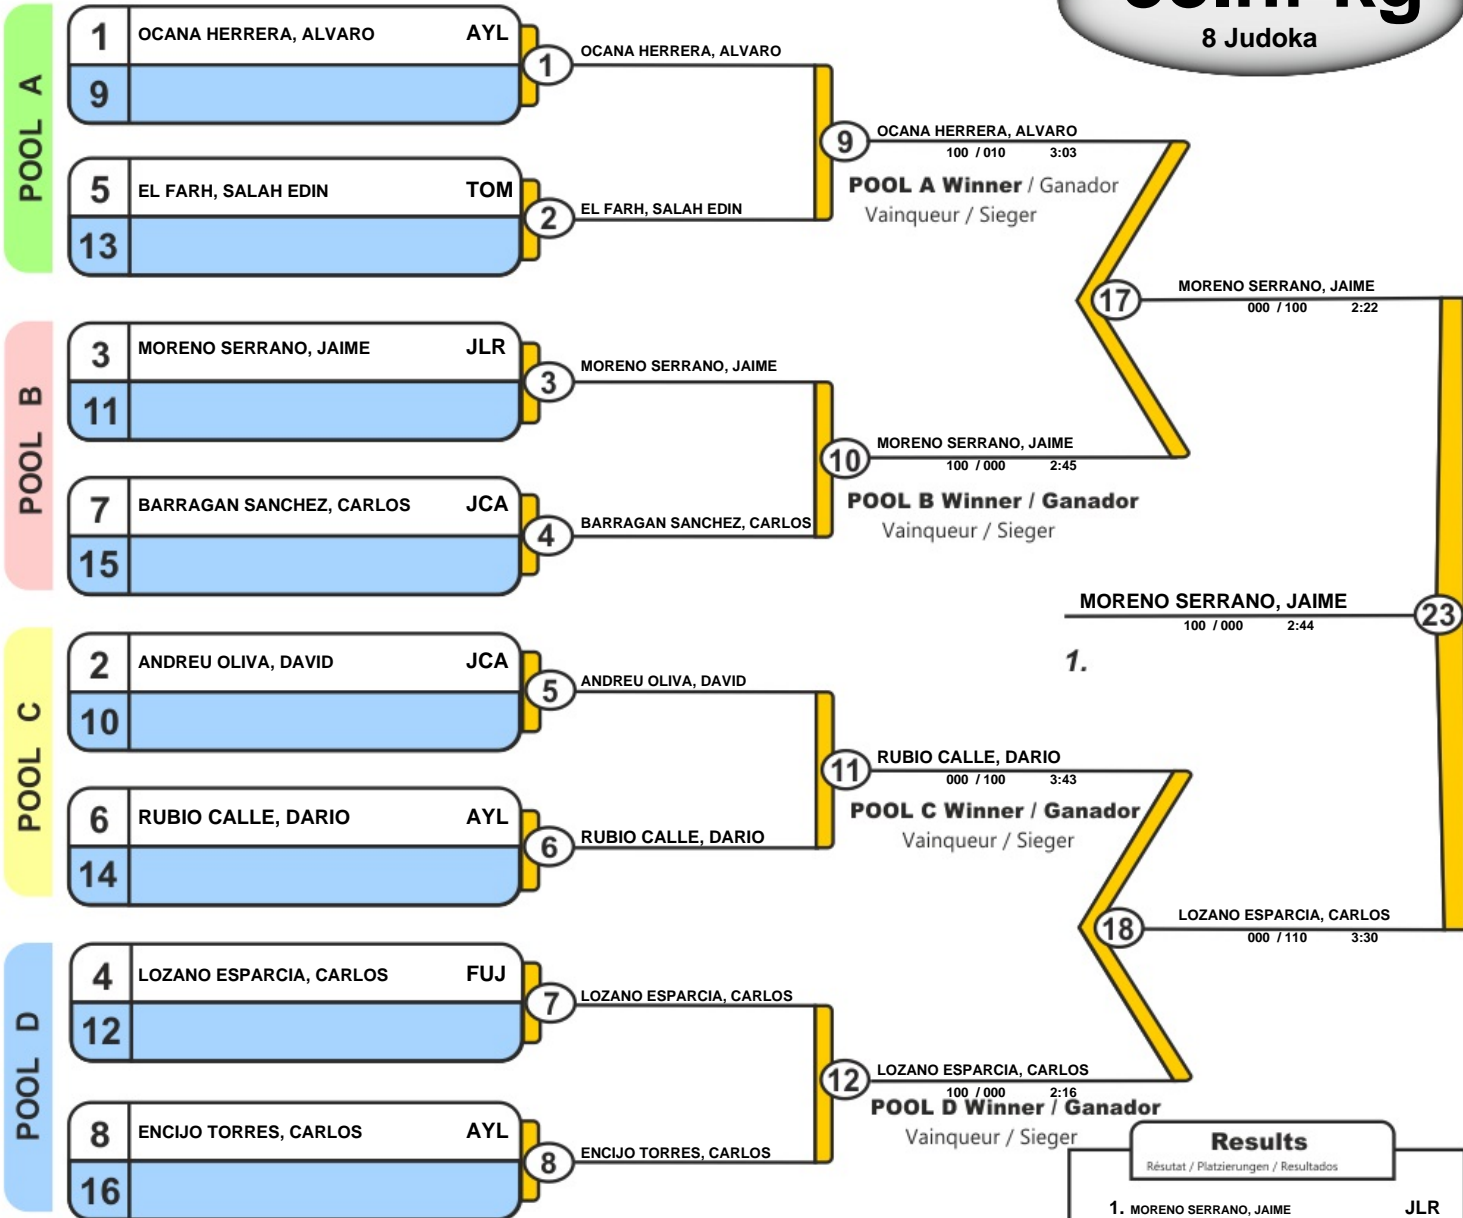 8 Judoka
POOL A
1 OCANA HERRERA, ALVARO AYL
9
1 OCANA HERRERA, ALVARO
5 EL FARH, SALAH EDIN TOM
13
2 EL FARH, SALAH EDIN
9 OCANA HERRERA, ALVARO
100 / 010 3:03
POOL A Winner / Ganador
Vainqueur / Sieger
POOL B
3 MORENO SERRANO, JAIME JLR
11
3 MORENO SERRANO, JAIME
7 BARRAGAN SANCHEZ, CARLOS JCA
15
4 BARRAGAN SANCHEZ, CARLOS
10 MORENO SERRANO, JAIME
100 / 000 2:45
POOL B Winner / Ganador
Vainqueur / Sieger
17 MORENO SERRANO, JAIME
000 / 100 2:22
MORENO SERRANO, JAIME 23
100 / 000 2:44
1.
POOL C
2 ANDREU OLIVA, DAVID JCA
10
5 ANDREU OLIVA, DAVID
6 RUBIO CALLE, DARIO AYL
14
6 RUBIO CALLE, DARIO
11 RUBIO CALLE, DARIO
000 / 100 3:43
POOL C Winner / Ganador
Vainqueur / Sieger
18 LOZANO ESPARCIA, CARLOS
000 / 110 3:30
POOL D
4 LOZANO ESPARCIA, CARLOS FUJ
12
7 LOZANO ESPARCIA, CARLOS
8 ENCIJO TORRES, CARLOS AYL
16
8 ENCIJO TORRES, CARLOS
12 LOZANO ESPARCIA, CARLOS
100 / 000 2:16
POOL D Winner / Ganador
Vainqueur / Sieger
Results
Résutat / Platzierungen / Resultados
1. MORENO SERRANO, JAIME JLR